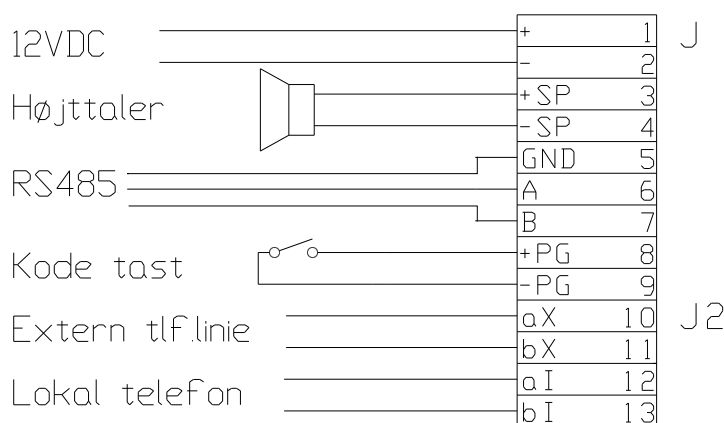 12VDC
+ 1 J
- 2
Højttaler
+SP 3
-SP 4
GND 5
RS485
A 6
B 7
+PG 8
Kode tast
-PG 9
aX 10 J2
Extern tlf.linie
bX 11
aI 12
Lokal telefon
bI 13